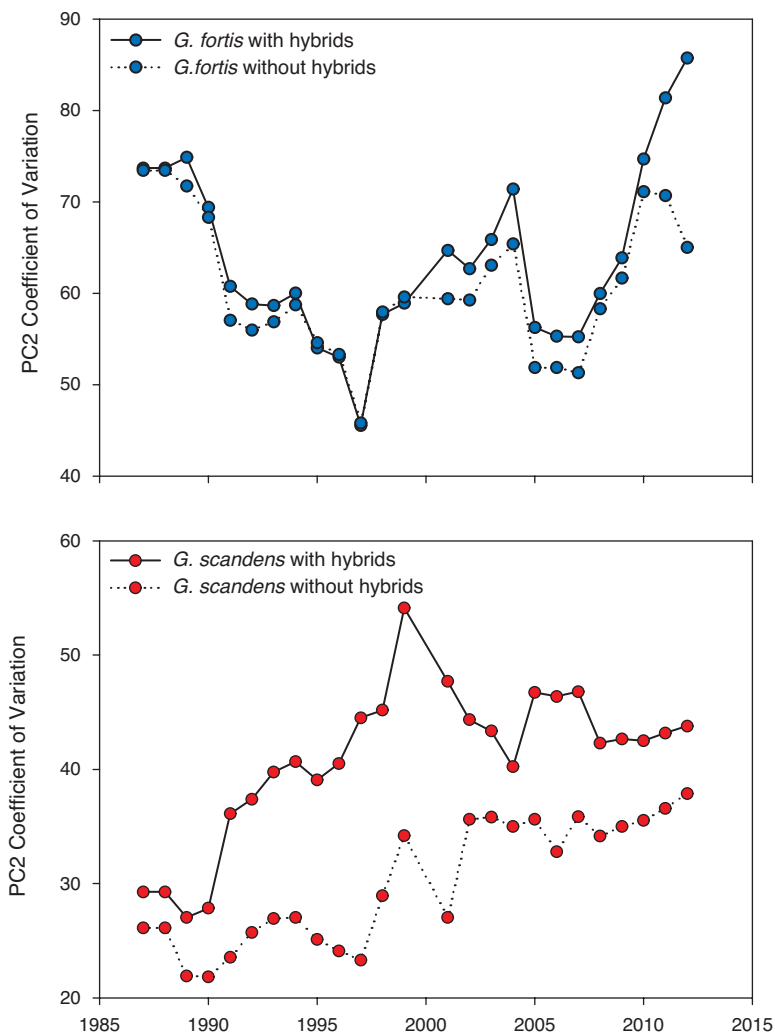 90
80
70
60
50
40
PC2 Coefficient of Variation
G. fortis with hybrids
G.fortis without hybrids
60
50
40
30
20
PC2 Coefficient of Variation
G. scandens with hybrids
G. scandens without hybrids
1985 1990 1995 2000 2005 2010 2015